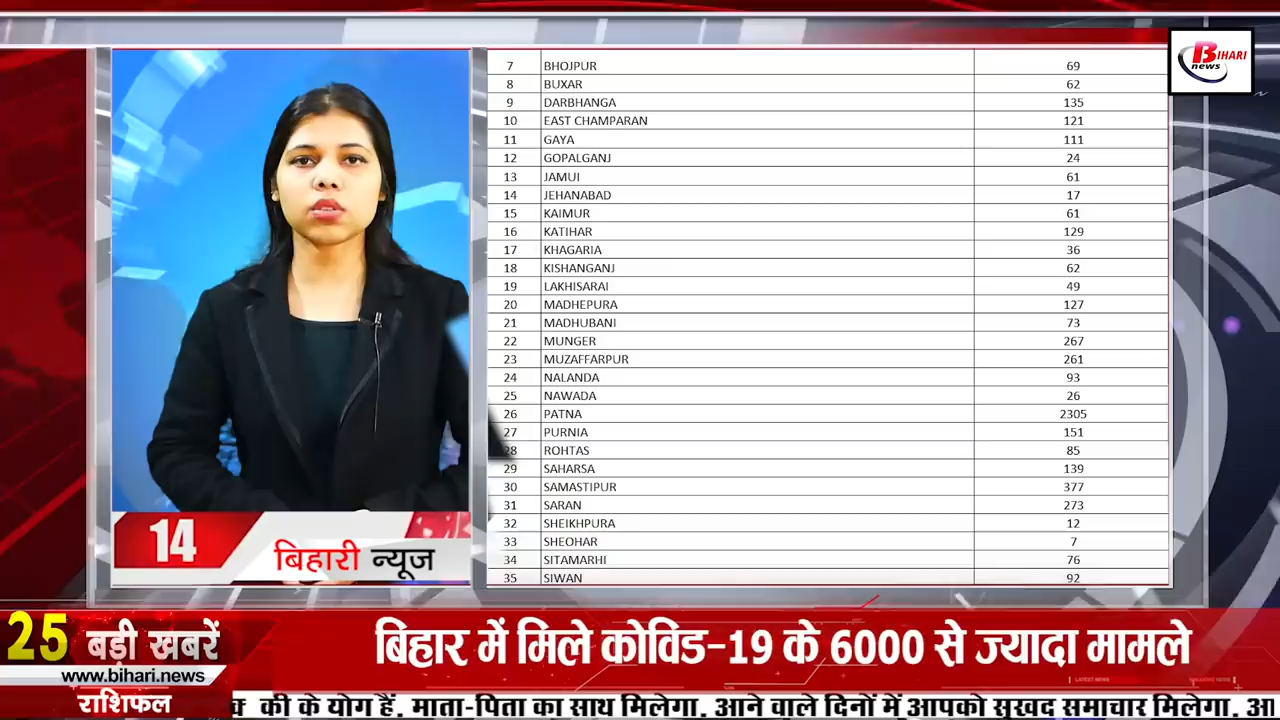 BIHARI
news
7 BHOJPUR 69
8 BUXAR 62
9 DARBHANGA 135
10 EAST CHAMPARAN 121
11 GAYA 111
12 GOPALGANJ 24
13 JAMUI 61
14 JEHANABAD 17
15 KAIMUR 61
16 KATIHAR 129
17 KHAGARIA 36
18 KISHANGANJ 62
19 LAKHISARAI 49
20 MADHEPURA 127
21 MADHUBANI 73
22 MUNGER 267
23 MUZAFFARPUR 261
24 NALANDA 93
25 NAWADA 26
26 PATNA 2305
27 PURNIA 151
28 ROHTAS 85
29 SAHARSA 139
30 SAMASTIPUR 377
31 SARAN 273
32 SHEIKHPURA 12
33 SHEOHAR 7
34 SITAMARHI 76
35 SIWAN 92
14
बिहारी न्यूज
25 बड़ी खबरें
www.bihari.news
बिहार में मिले कोविड-19 के 6000 से ज्यादा मामले
LATEST NEWS
राशिफल
की के योग हैं. माता-पिता का साथ मिलेगा. आने वाले दिनों में आपको सुखद समाचार मिलेगा. आ